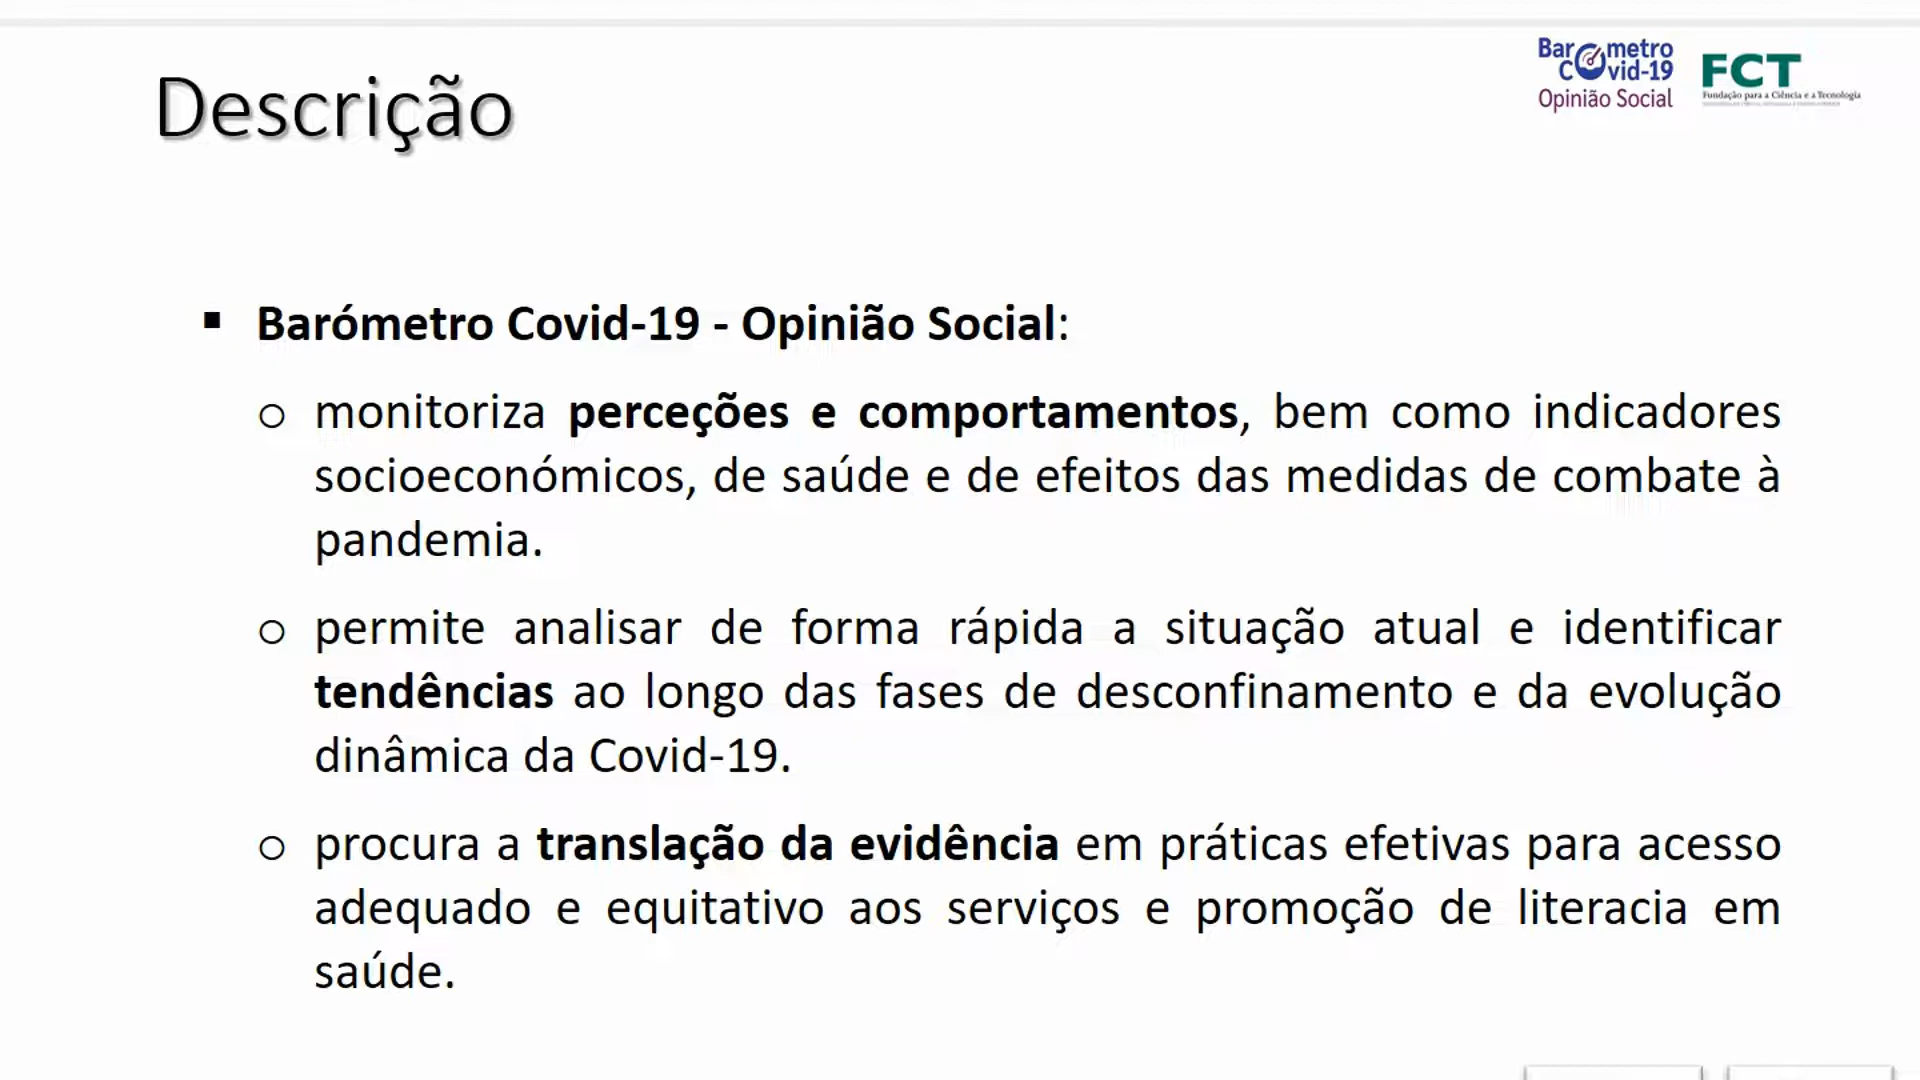 Descrição
Barómetro
Covid-19
Opinião Social
FCT
Fundação para a Ciência e a Tecnologia
▪ Barómetro Covid-19 - Opinião Social:
o monitoriza perceções e comportamentos, bem como indicadores
socioeconómicos, de saúde e de efeitos das medidas de combate à
pandemia.
o permite analisar de forma rápida a situação atual e identificar
tendências ao longo das fases de desconfinamento e da evolução
dinâmica da Covid-19.
o procura a translação da evidência em práticas efetivas para acesso
adequado e equitativo aos serviços e promoção de literacia em
saúde.